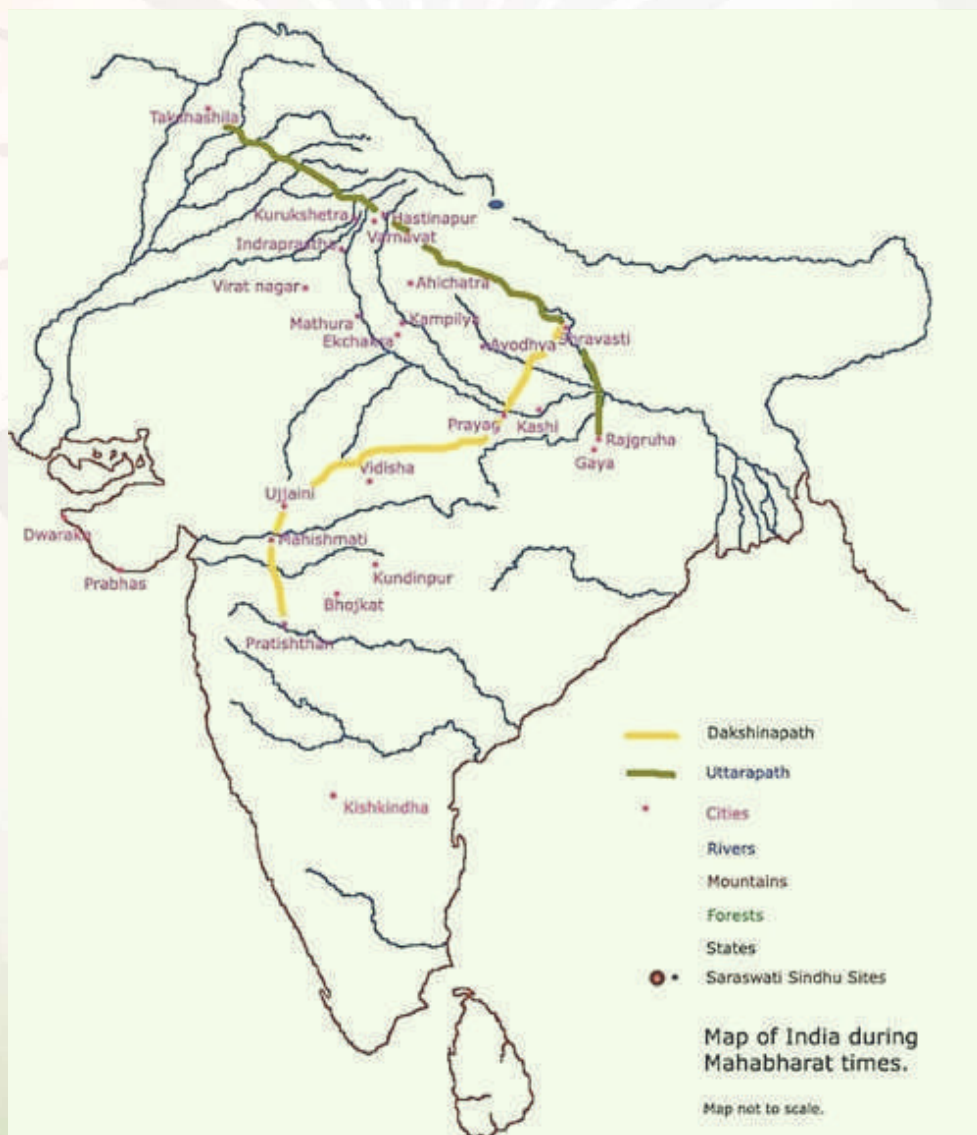 Takshashila
Kurukshetra
Hastinapur
Varnavat
Indraprastha
Virat nagar
Ahichatra
Mathura
Kampilya
Ekchakra
Ayodhya
Shravasti
Prayag
Kashi
Rajgruha
Gaya
Vidisha
Ujjaini
Dwaraka
Mahishmati
Prabhas
Kundinpur
Bhojkat
Pratishthan
Kishkindha
Dakshinapath
Uttarapath
Cities
Rivers
Mountains
Forests
States
Saraswati Sindhu Sites
Map of India during
Mahabharat times.
Map not to scale.